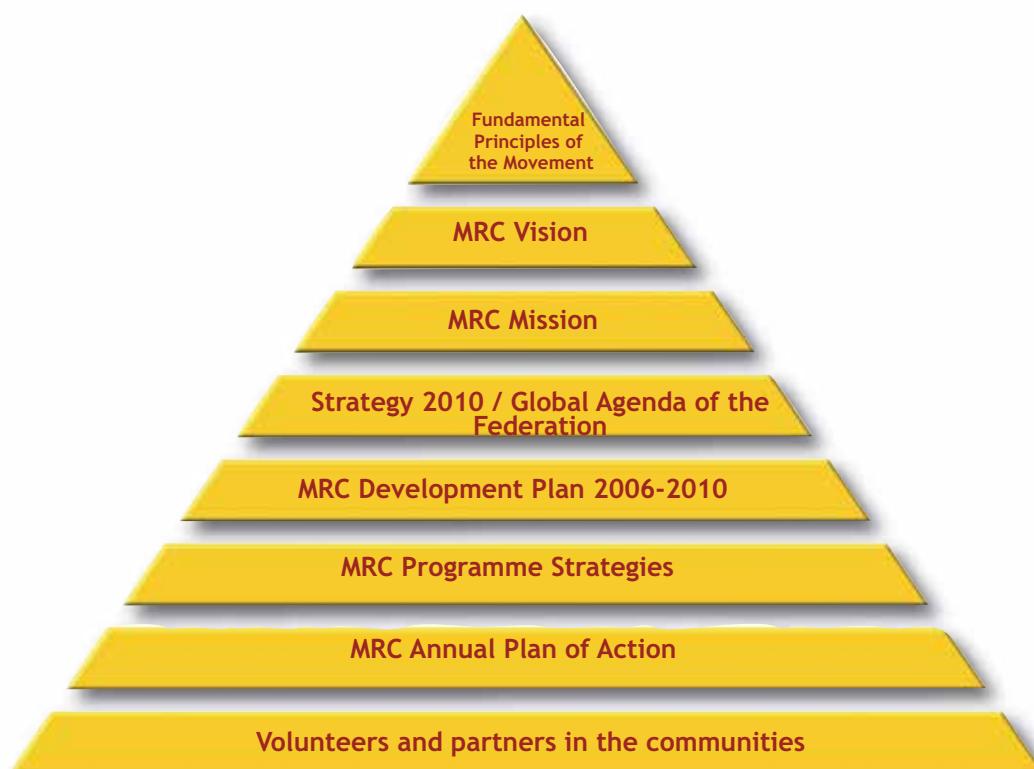 Fundamental
Principles of
the Movement
MRC Vision
MRC Mission
Strategy 2010 / Global Agenda of the
Federation
MRC Development Plan 2006-2010
MRC Programme Strategies
MRC Annual Plan of Action
Volunteers and partners in the communities